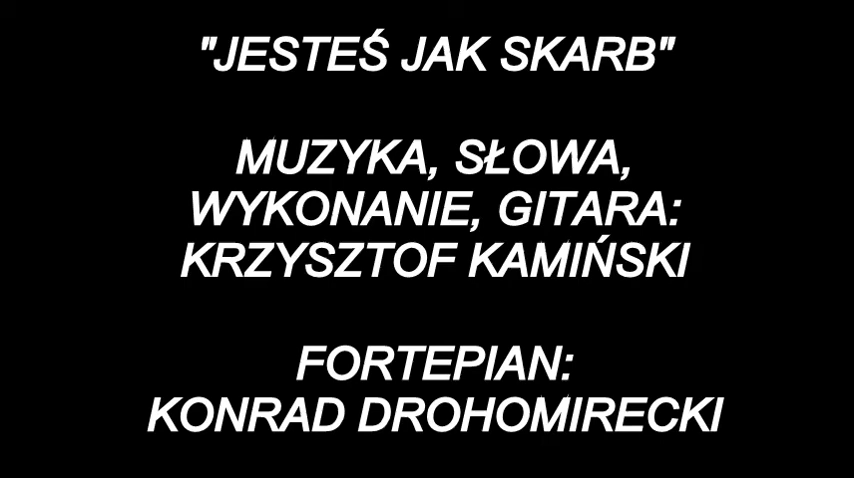 "JESTEŚ JAK SKARB"
MUZYKA, SŁOWA,
WYKONANIE, GITARA:
KRZYSZTOF KAMIŃSKI
FORTEPIAN:
KONRAD DROHOMIRECKI